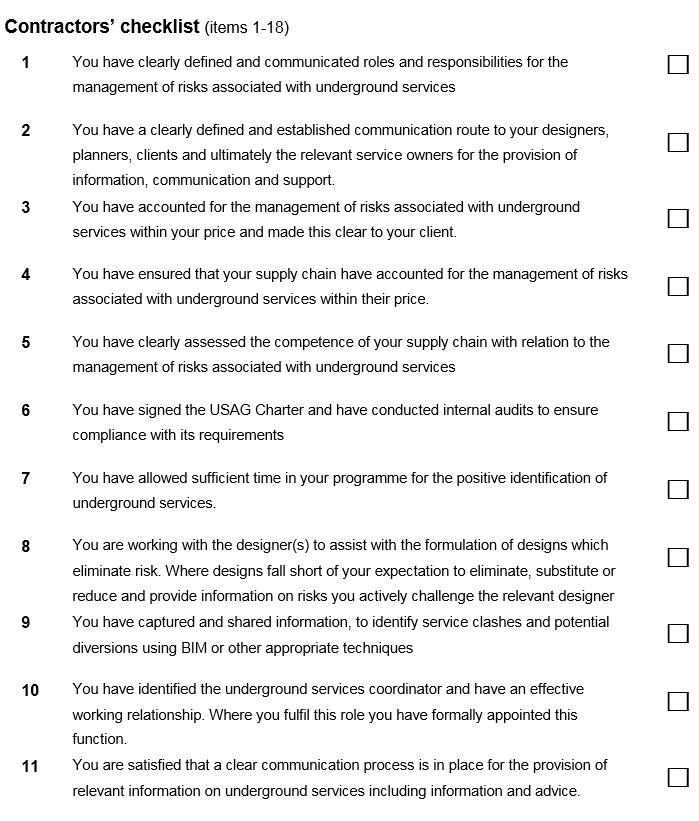 Contractors’ checklist (items 1-18)
1 You have clearly defined and communicated roles and responsibilities for the
management of risks associated with underground services
2 You have a clearly defined and established communication route to your designers,
planners, clients and ultimately the relevant service owners for the provision of
information, communication and support.
3 You have accounted for the management of risks associated with underground
services within your price and made this clear to your client.
4 You have ensured that your supply chain have accounted for the management of risks
associated with underground services within their price.
5 You have clearly assessed the competence of your supply chain with relation to the
management of risks associated with underground services
6 You have signed the USAG Charter and have conducted internal audits to ensure
compliance with its requirements
7 You have allowed sufficient time in your programme for the positive identification of
underground services.
8 You are working with the designer(s) to assist with the formulation of designs which
eliminate risk. Where designs fall short of your expectation to eliminate, substitute or
reduce and provide information on risks you actively challenge the relevant designer
9 You have captured and shared information, to identify service clashes and potential
diversions using BIM or other appropriate techniques
10 You have identified the underground services coordinator and have an effective
working relationship. Where you fulfil this role you have formally appointed this
function.
11 You are satisfied that a clear communication process is in place for the provision of
relevant information on underground services including information and advice.